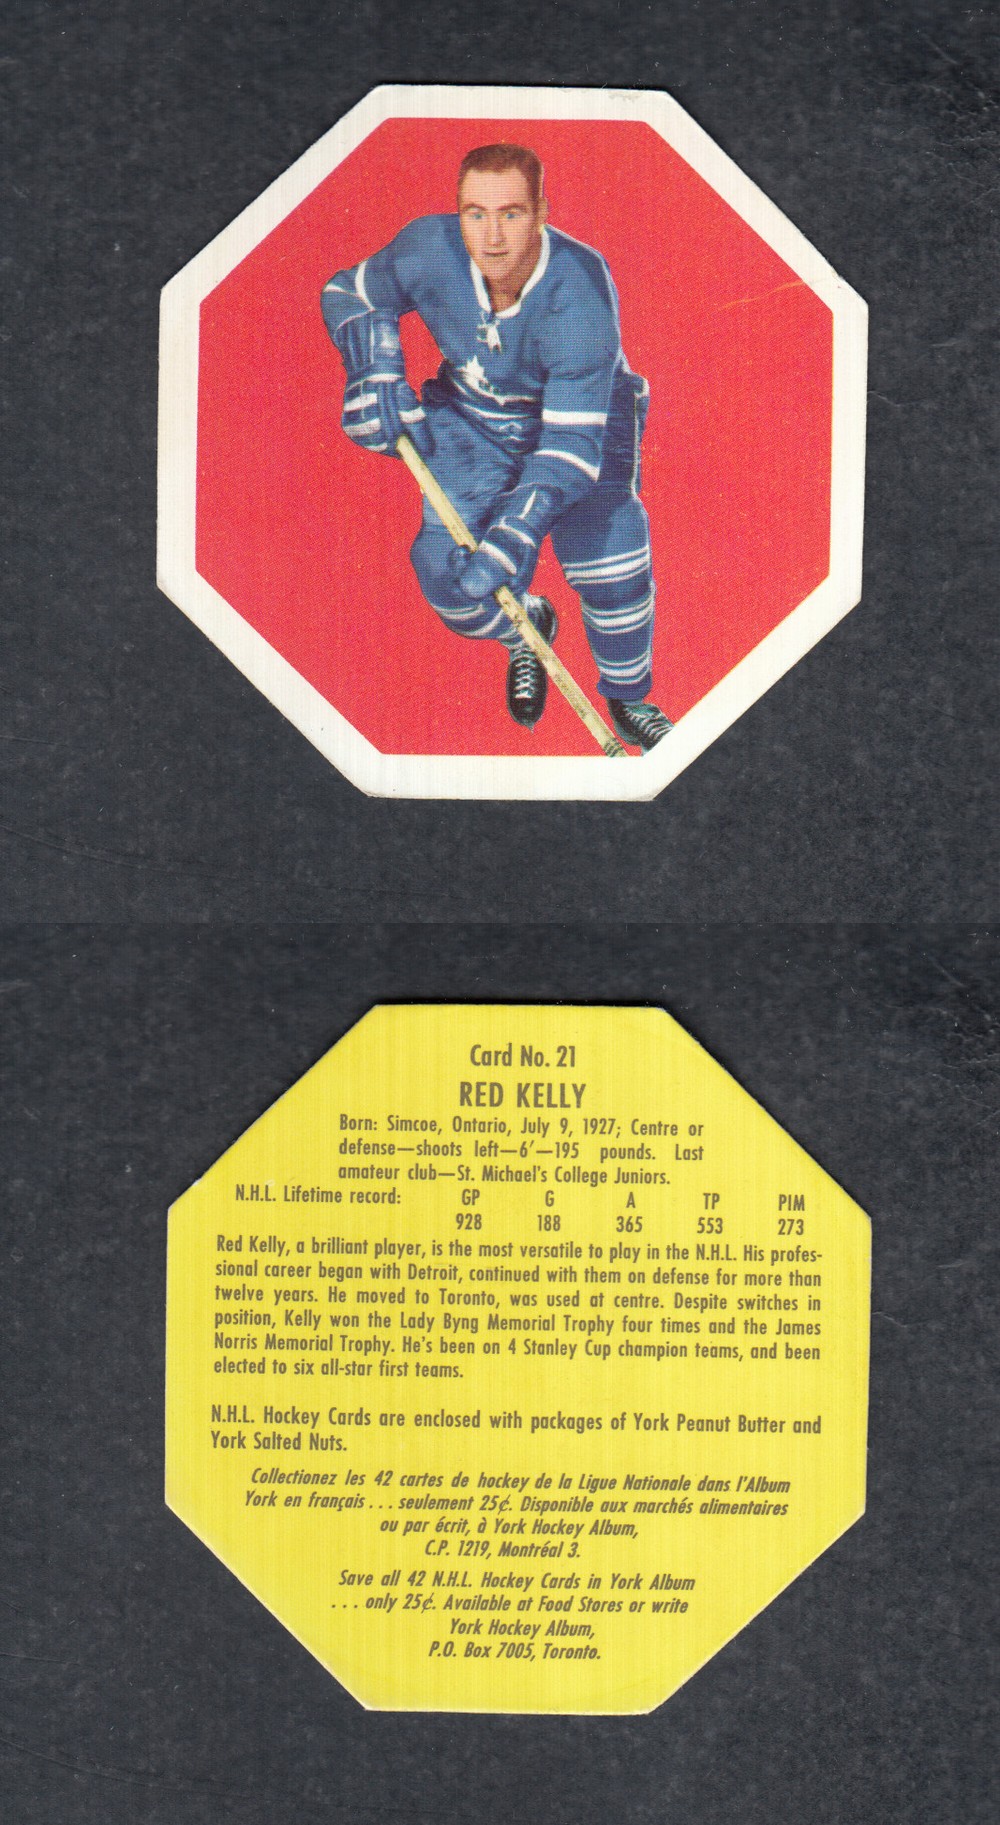 Card No. 21
RED KELLY
Born: Simcoe, Ontario, July 9, 1927; Centre or
defense—shoots left—6'—195 pounds. Last
amateur club—St. Michael's College Juniors.
N.H.L. Lifetime record: GP G A TP PIM
928 188 365 553 273
Red Kelly, a brilliant player, is the most versatile to play in the N.H.L. His profes-
sional career began with Detroit, continued with them on defense for more than
twelve years. He moved to Toronto, was used at centre. Despite switches in
position, Kelly won the Lady Byng Memorial Trophy four times and the James
Norris Memorial Trophy. He's been on 4 Stanley Cup champion teams, and been
elected to six all-star first teams.
N.H.L. Hockey Cards are enclosed with packages of York Peanut Butter and
York Salted Nuts.
Collectionez les 42 cartes de hockey de la Ligue Nationale dans l'Album
York en français . . . seulement 25¢. Disponible aux marchés alimentaires
ou par écrit, à York Hockey Album,
C.P. 1219, Montréal 3.
Save all 42 N.H.L. Hockey Cards in York Album
. . . only 25¢. Available at Food Stores or write
York Hockey Album,
P.O. Box 7005, Toronto.